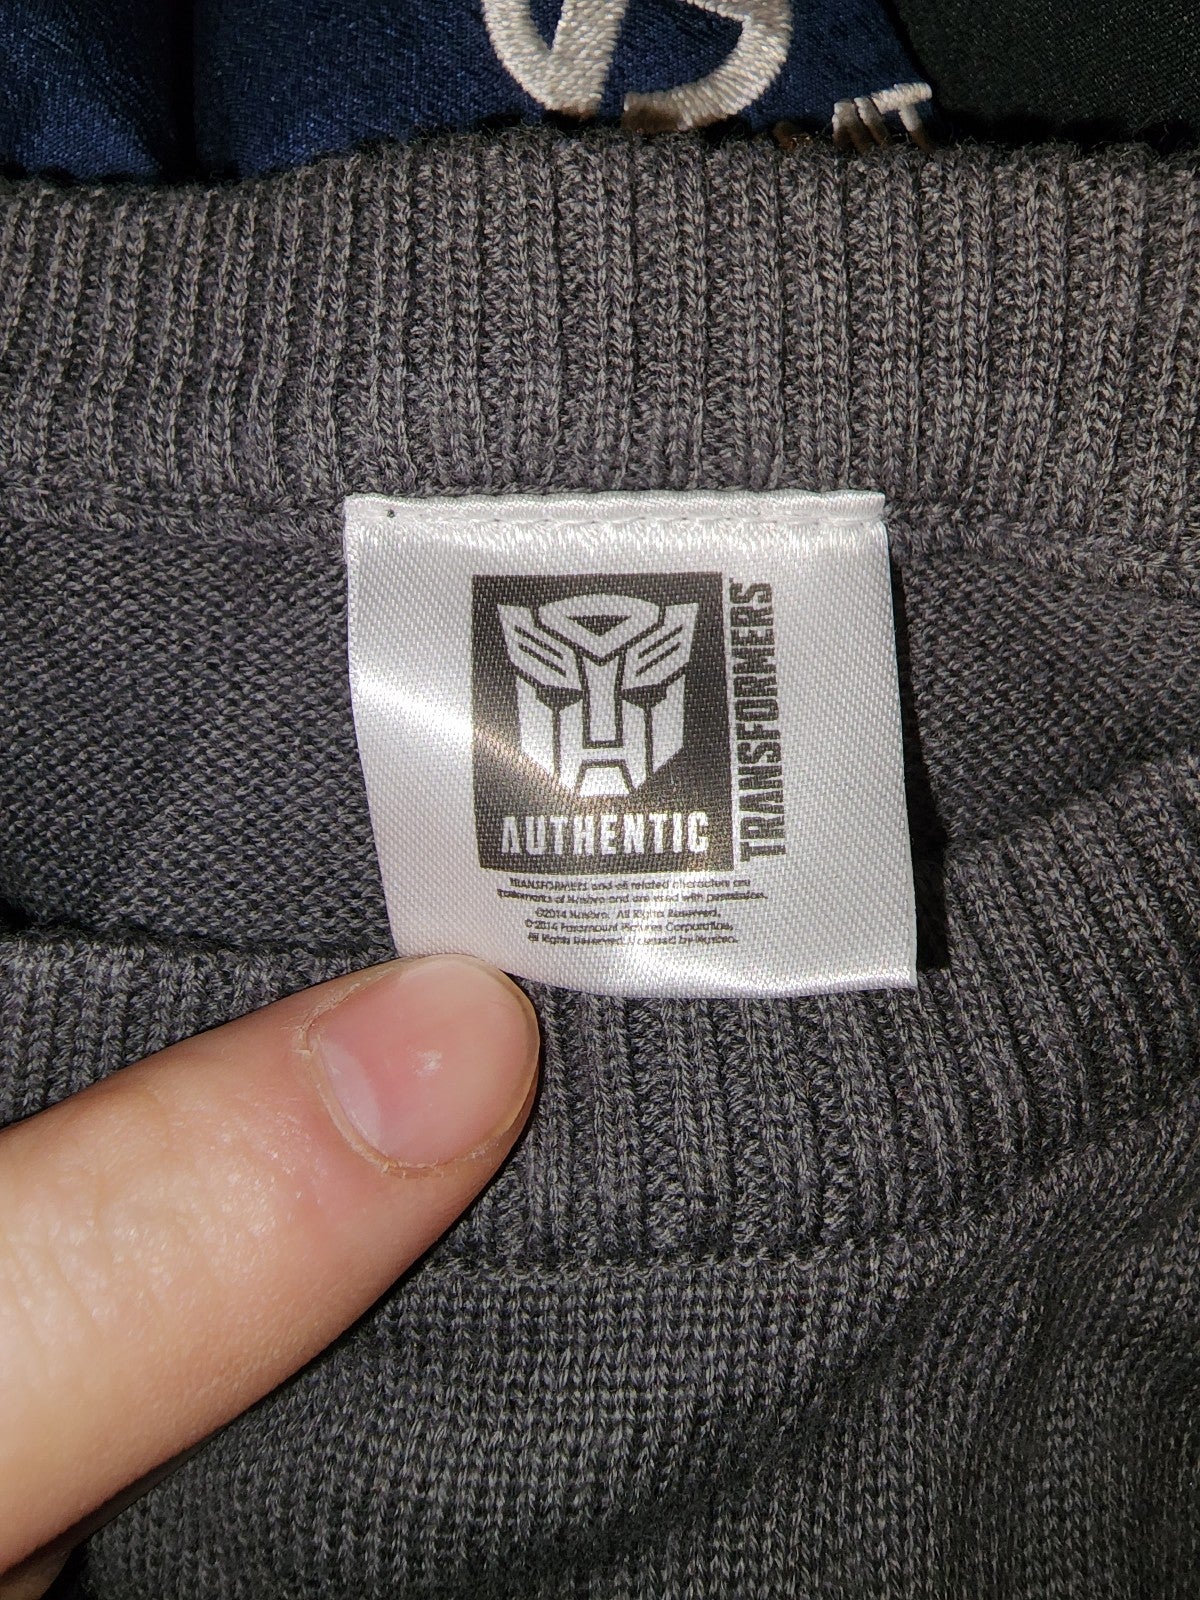 AUTHENTIC
TRANSFORMERS
TRANSFORMERS and all related characters are
trademarks of Hasbro and are used with permission.
©2014 Hasbro. All Rights Reserved.
©2014 Paramount Pictures Corporation.
All Rights Reserved. Licensed by Hasbro.